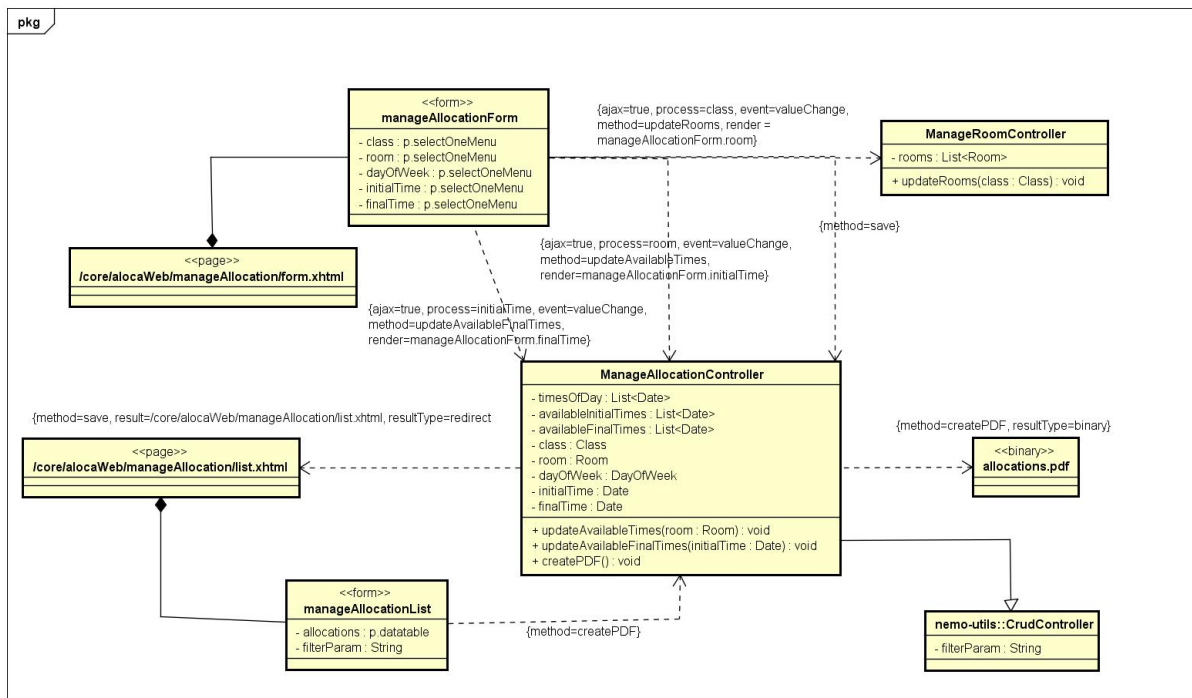 pkg
<<form>>
manageAllocationForm
- class : p.selectOneMenu
- room : p.selectOneMenu
- dayOfWeek : p.selectOneMenu
- initialTime : p.selectOneMenu
- finalTime : p.selectOneMenu
{ajax=true, process=class, event=valueChange,
method=updateRooms, render =
manageAllocationForm.room}
ManageRoomController
- rooms : List<Room>
+ updateRooms(class : Class) : void
{method=save}
{ajax=true, process=room, event=valueChange,
method=updateAvailableTimes,
render=manageAllocationForm.initialTime}
<<page>>
/core/alocaWeb/manageAllocation/form.xhtml
{ajax=true, process=initialTime, event=valueChange,
method=updateAvailableFinalTimes,
render=manageAllocationForm.finalTime}
ManageAllocationController
- timesOfDay : List<Date>
- availableInitialTimes : List<Date>
- availableFinalTimes : List<Date>
- class : Class
- room : Room
- dayOfWeek : DayOfWeek
- initialTime : Date
- finalTime : Date
+ updateAvailableTimes(room : Room) : void
+ updateAvailableFinalTimes(initialTime : Date) : void
+ createPDF() : void
{method=save, result=/core/alocaWeb/manageAllocation/list.xhtml, resultType=redirect
<<page>>
/core/alocaWeb/manageAllocation/list.xhtml
{method=createPDF, resultType=binary}
<<binary>>
allocations.pdf
<<form>>
manageAllocationList
- allocations : p.datatable
- filterParam : String
{method=createPDF}
nemo-utils::CrudController
- filterParam : String